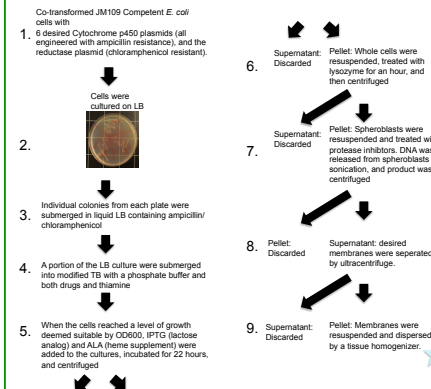 Co-transformed JM109 Competent E. coli
cells with
1. 6 desired Cytochrome p450 plasmids (all
engineered with ampicillin resistance), and the
reductase plasmid (chloramphenicol resistant).
Cells were
cultured on LB
2.
3. Individual colonies from each plate were
submerged in liquid LB containing ampicillin/
chloramphenicol
4. A portion of the LB culture were submerged
into modified TB with a phosphate buffer and
both drugs and thiamine
5. When the cells reached a level of growth
deemed suitable by OD600, IPTG (lactose
analog) and ALA (heme supplement) were
added to the cultures, incubated for 22 hours,
and centrifuged
6. Supernatant:
Discarded
Pellet: Whole cells were
resuspended, treated with
lysozyme for an hour, and
then centrifuged
7. Supernatant:
Discarded
Pellet: Spheroblasts were
resuspended and treated wi
protease inhibtors. DNA was
released from spheroblasts
sonication, and product was
centrifuged
8. Pellet:
Discarded
Supernatant: desired
membranes were seperated
by ultracentrifuge.
9. Supernatant:
Discarded
Pellet: Membranes were
resuspended and dispersed
by a tissue homogenizer.